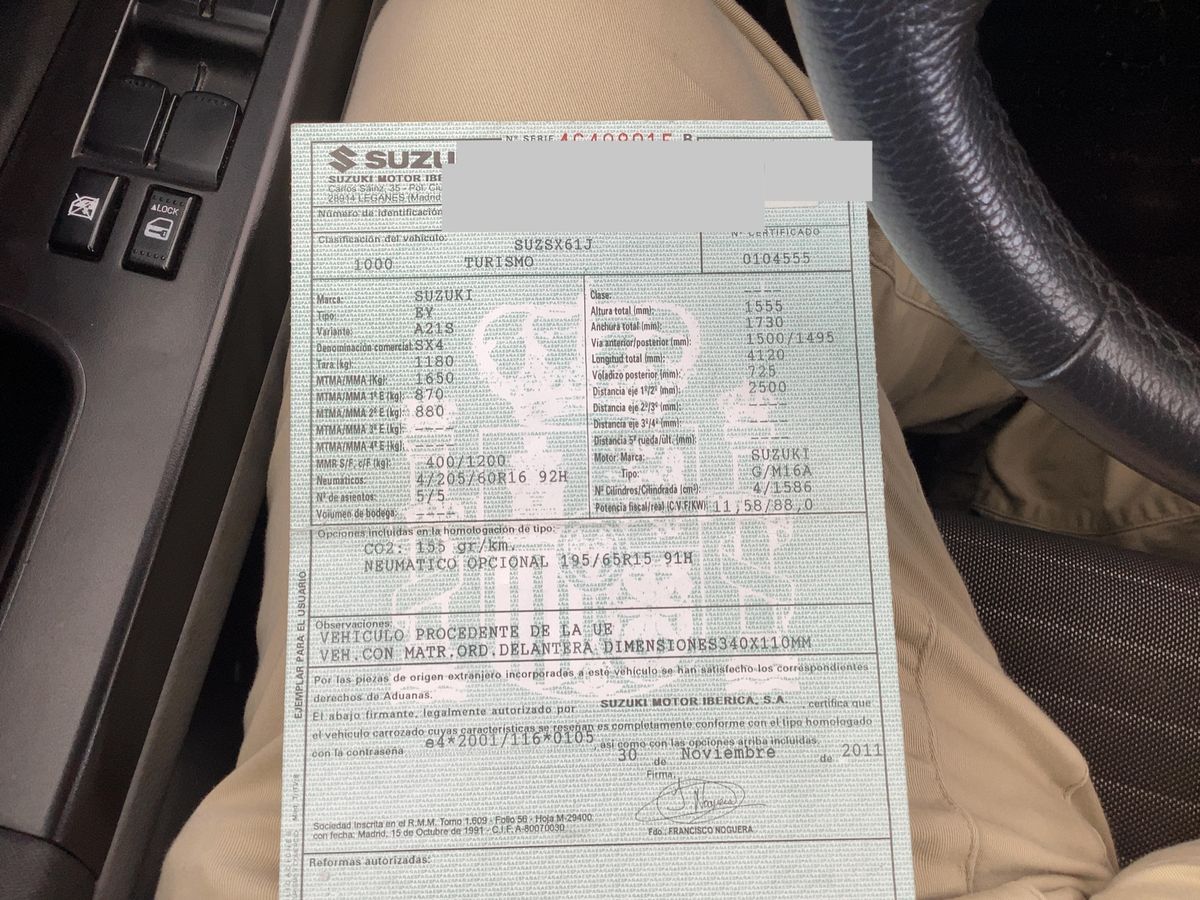 ▲LOCK
Nº SERIE B
SUZU
SUZUKI MOTOR IBE
Carlos Sainz, 35 - Pol. Ciu
28914 LEGANES (Madrid
Número de identificación
Clasificación del vehículo: SUZSX61J Nº CERTIFICADO
1000 TURISMO 0104555
Marca: SUZUKI
Tipo: EY
Variante: A21S
Denominación comercial: SX4
Tara (kg): 1180
MTMA/MMA (Kg): 1650
MTMA/MMA 1º E (kg): 870
MTMA/MMA 2º E (kg): 880
MTMA/MMA 3º E (kg): ----
MTMA/MMA 4º E (kg):
MMR S/F, c/F (kg): 400/1200
Neumáticos: 4/205/60R16 92H
Nº de asientos: 5/5
Volumen de bodega: ----
Clase: ----
Altura total (mm): 1555
Anchura total (mm): 1730
Via anterior/posterior (mm): 1500/1495
Longitud total (mm): 4120
Voladizo posterior (mm): 725
Distancia eje 1º/2º (mm): 2500
Distancia eje 2º/3º (mm): ----
Distancia eje 3º/4º (mm): ----
Distancia 5ª rueda/últ. (mm): ----
Motor: Marca: SUZUKI
Tipo: G/M16A
Nº Cilindros/Cilindrada (cm³): 4/1586
Potencia fiscal/real (C.V.F/KW): 11,58/88,0
Opciones incluidas en la homologación de tipo:
CO2: 155 gr/km.
NEUMATICO OPCIONAL 195/65R15 91H
Observaciones:
VEHICULO PROCEDENTE DE LA UE
VEH.CON MATR.ORD.DELANTERA DIMENSIONES340X110MM
Por las piezas de origen extranjero incorporadas a este vehículo se han satisfecho los correspondientes
derechos de Aduanas.
El abajo firmante, legalmente autorizado por SUZUKI MOTOR IBERICA, S.A. certifica que
el vehículo carrozado cuyas características se reseñan es completamente conforme con el tipo homologado
con la contraseña e4*2001/116*0105, así como con las opciones arriba incluidas.
30 de Noviembre de 2011
Firma,
J. Noguera
Fdo.: FRANCISCO NOGUERA
Sociedad Inscrita en el R.M.M. Tomo 1.609 - Folio 56 - Hoja M-29400
con fecha: Madrid, 15 de Octubre de 1991 - C.I.F. A-80070030
Reformas autorizadas:
EJEMPLAR PARA EL USUARIO